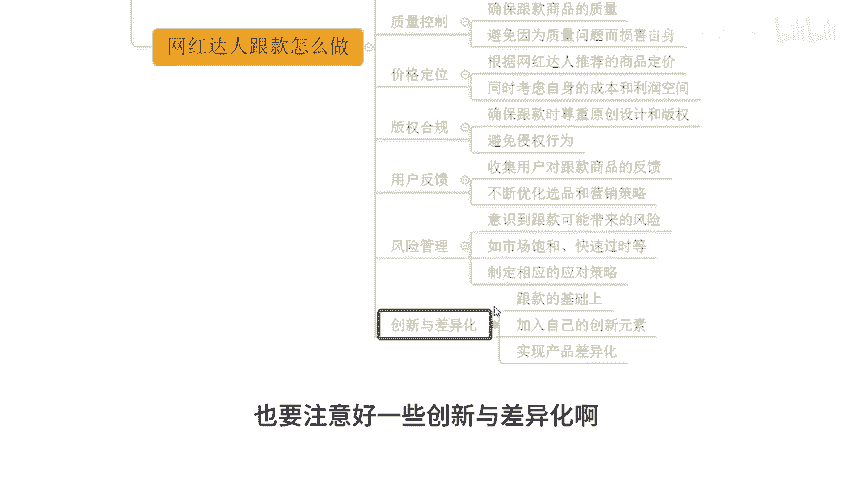 确保跟款商品的质量
质量控制
避免因为质量问题而损害自身
网红达人跟款怎么做
根据网红达人推荐的商品定价
价格定位
同时考虑自身的成本和利润空间
确保跟款时尊重原创设计和版权
版权合规
避免侵权行为
收集用户对跟款商品的反馈
用户反馈
不断优化选品和营销策略
意识到跟款可能带来的风险
风险管理
如市场饱和、快速过时等
制定相应的应对策略
跟款的基础上
创新与差异化
加入自己的创新元素
实现产品差异化
也要注意好一些创新与差异化啊
bilibili